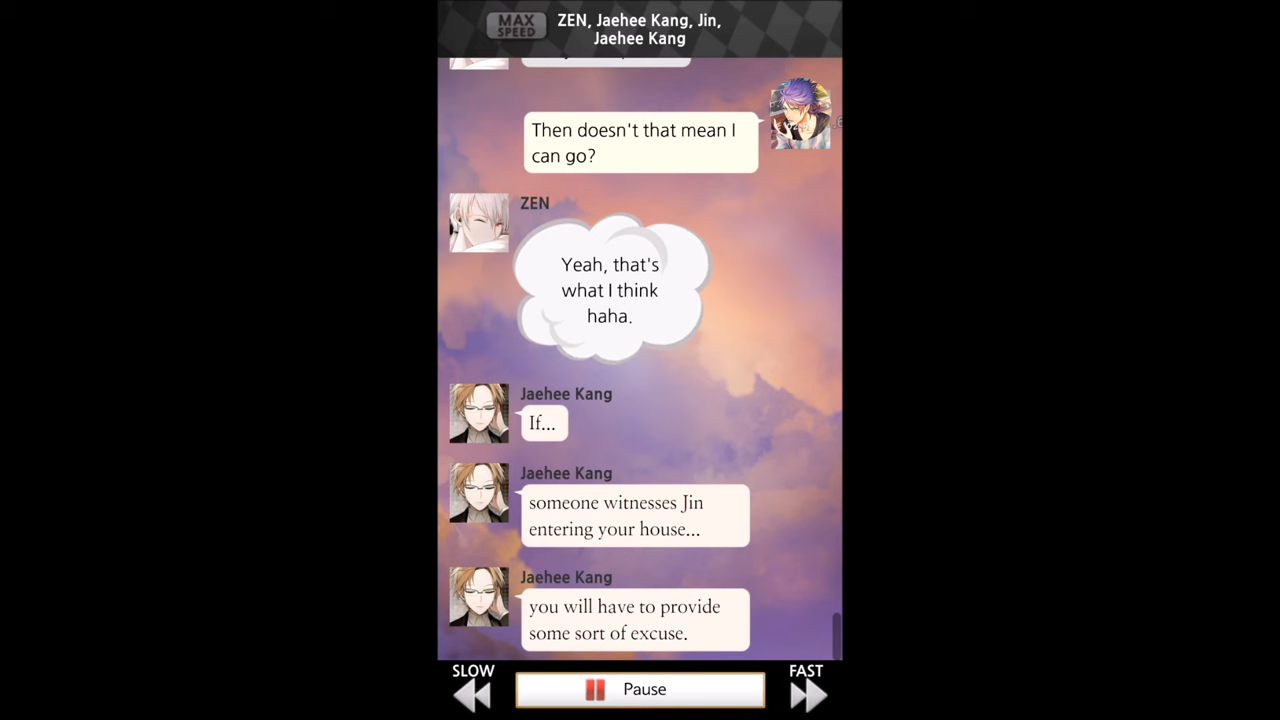 MAX
SPEED
ZEN, Jaehee Kang, Jin,
Jaehee Kang
Then doesn't that mean I
can go?
ZEN
Yeah, that's
what I think
haha.
Jaehee Kang
If...
Jaehee Kang
someone witnesses Jin
entering your house...
Jaehee Kang
you will have to provide
some sort of excuse.
SLOW
Pause
FAST